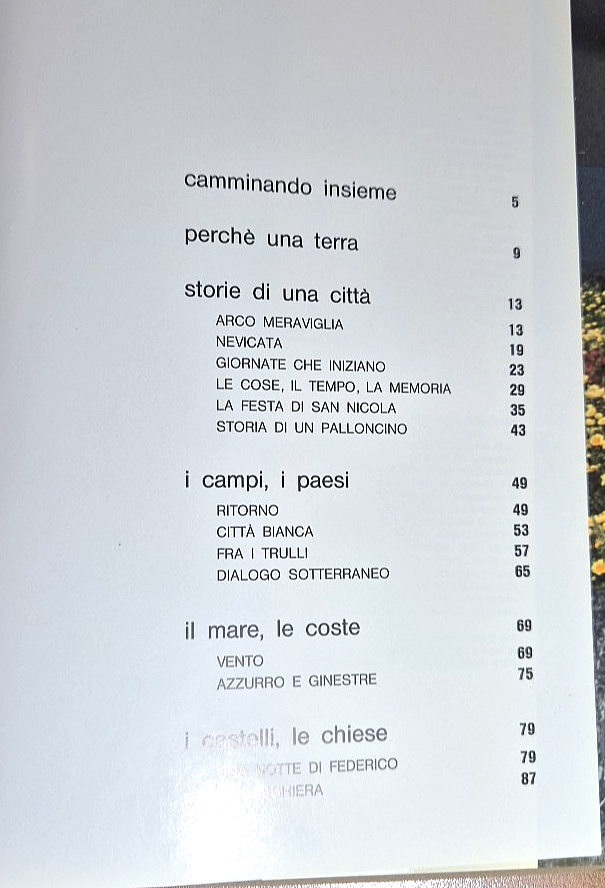 camminando insieme 5
perchè una terra 9
storie di una città 13
ARCO MERAVIGLIA 13
NEVICATA 19
GIORNATE CHE INIZIANO 23
LE COSE, IL TEMPO, LA MEMORIA 29
LA FESTA DI SAN NICOLA 35
STORIA DI UN PALLONCINO 43
i campi, i paesi 49
RITORNO 49
CITTÀ BIANCA 53
FRA I TRULLI 57
DIALOGO SOTTERRANEO 65
il mare, le coste 69
VENTO 69
AZZURRO E GINESTRE 75
i castelli, le chiese 79
NOTTE DI FEDERICO 79
87